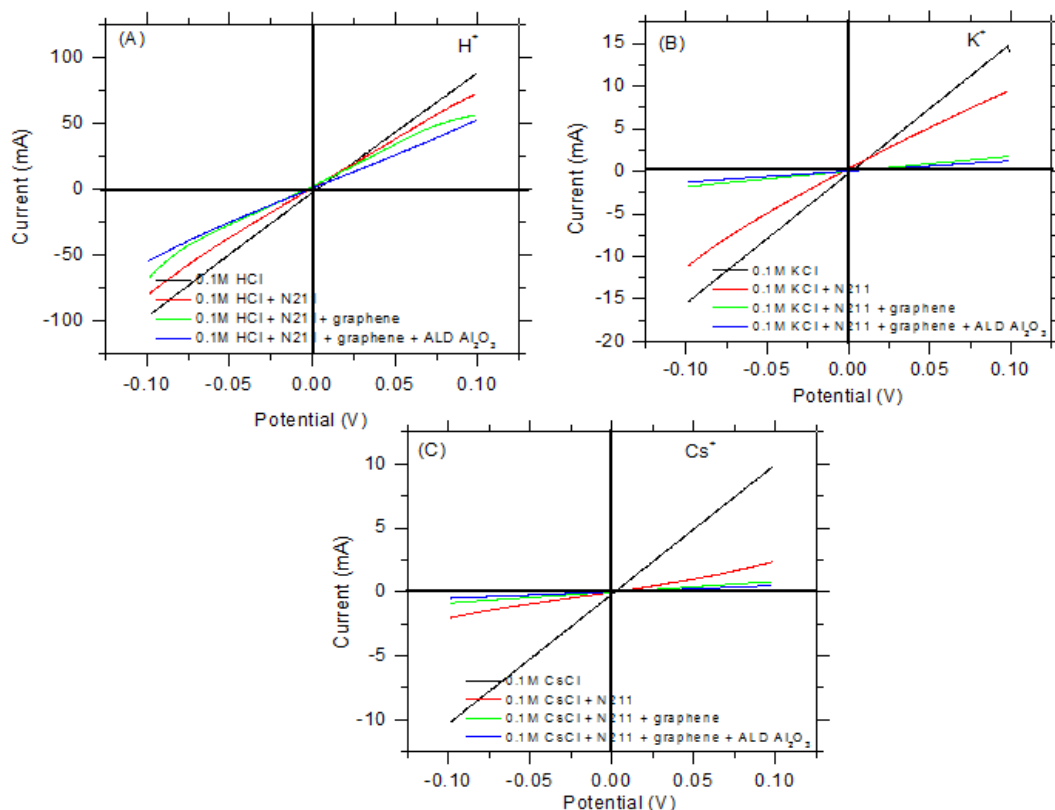 (A)
H⁺
100
50
0
-50
-100
Current (mA)
0.1M HCl
0.1M HCl + N211
0.1M HCl + N211 + graphene
0.1M HCl + N211 + graphene + ALD Al₂O₃
-0.10 -0.05 0.00 0.05 0.10
Potential (V)
(B)
K⁺
15
10
5
0
-5
-10
-15
-20
Current (mA)
0.1M KCl
0.1M KCl + N211
0.1M KCl + N211 + graphene
0.1M KCl + N211 + graphene + ALD Al₂O₃
-0.10 -0.05 0.00 0.05 0.10
Potential (V)
(C)
Cs⁺
10
5
0
-5
-10
Current (mA)
0.1M CsCl
0.1M CsCl + N211
0.1M CsCl + N211 + graphene
0.1M CsCl + N211 + graphene + ALD Al₂O₃
-0.10 -0.05 0.00 0.05 0.10
Potential (V)